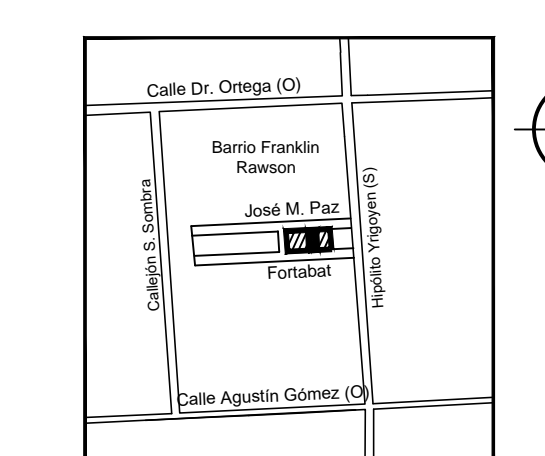 Calle Dr. Ortega (O)
Barrio Franklin
Rawson
José M. Paz
Callejón S. Sombra
Hipólito Yrigoyen (S)
Fortabat
Calle Agustín Gómez (O)